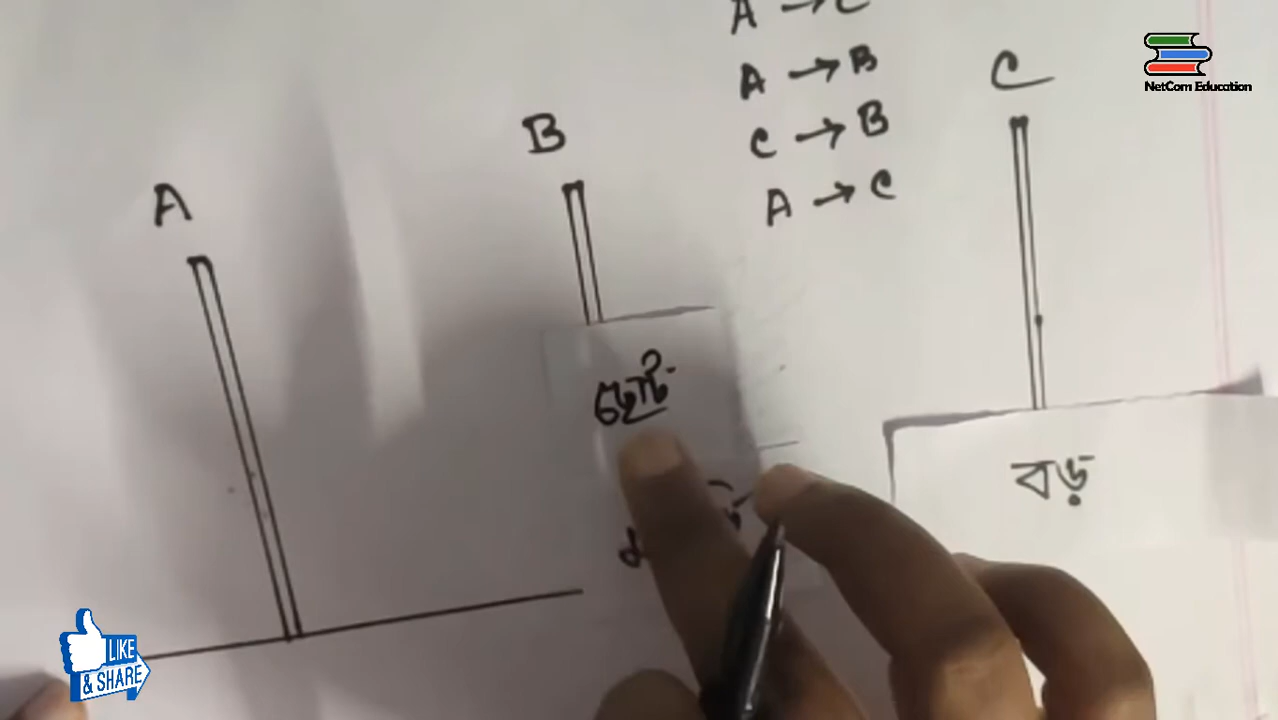 A → C
A → B
C → B
A → C
A
B
C
ছোট
বড়
NetCom Education
LIKE
& SHARE